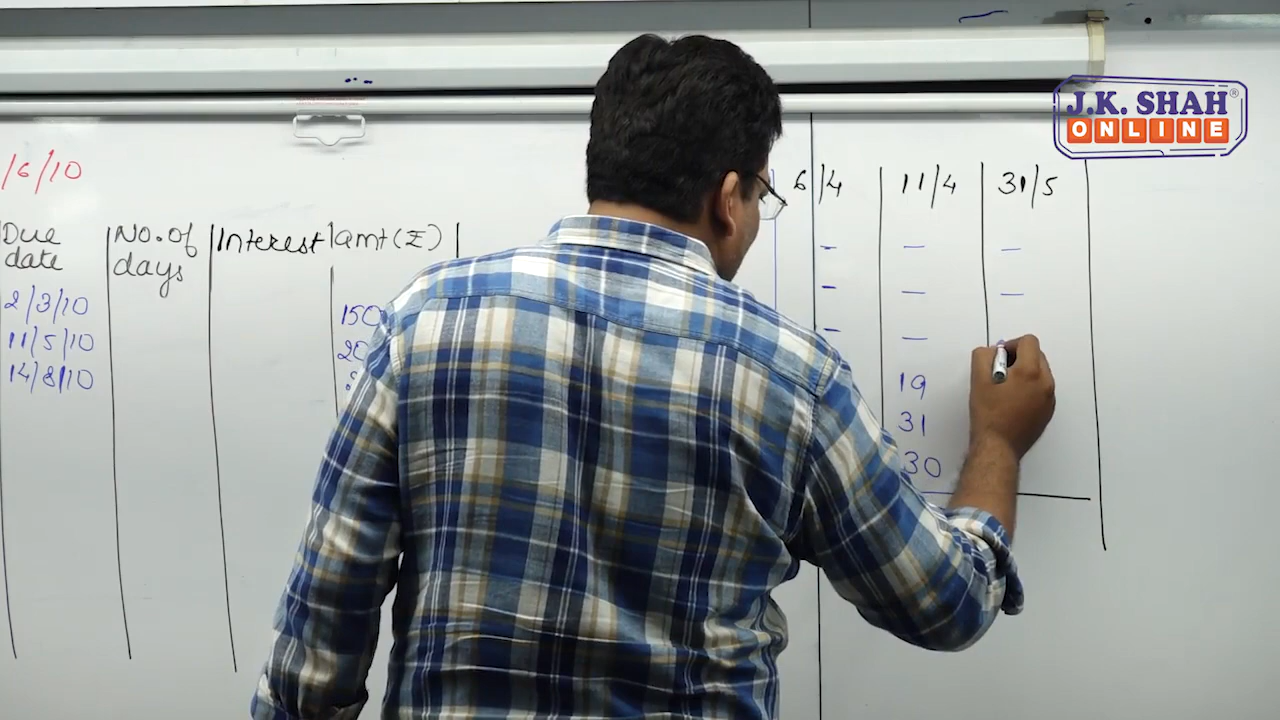 J.K. SHAH®
ONLINE
/6/10
Due date No. of days Interest amt (₹)
2/3/10 150
11/5/10 20
14/8/10
6/4 11/4 31/5
- - -
- - -
- -
19
31
30